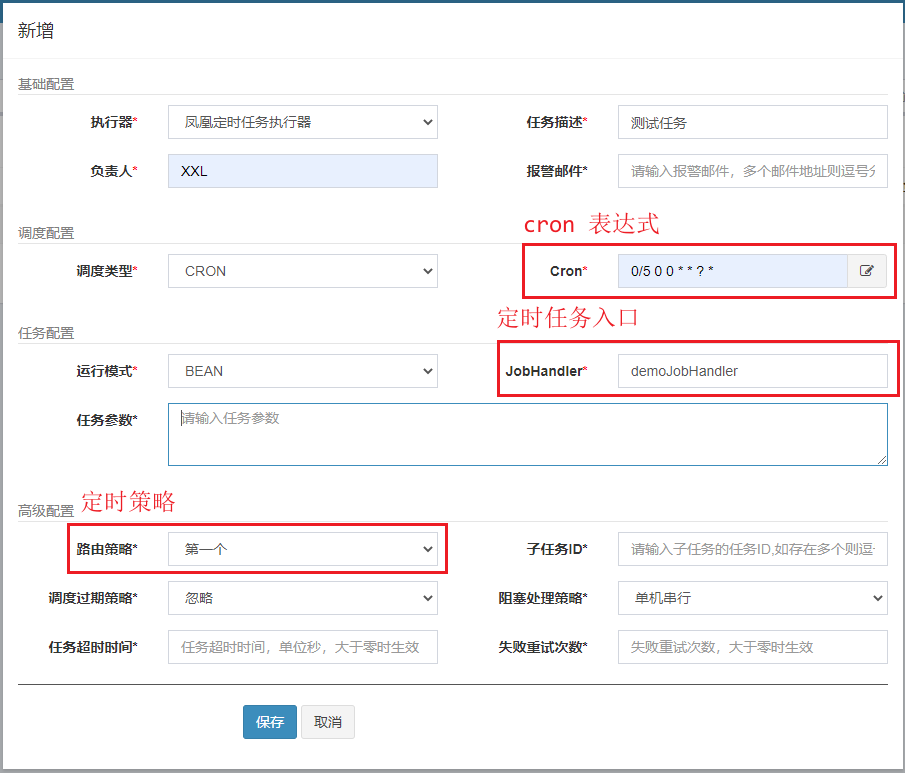 新增
基础配置
执行器* 凤凰定时任务执行器 任务描述* 测试任务
负责人* XXL 报警邮件* 请输入报警邮件，多个邮件地址则逗号分
cron 表达式
调度配置
调度类型* CRON Cron* 0/5 0 0 * * ? *
定时任务入口
任务配置
运行模式* BEAN JobHandler* demoJobHandler
任务参数* 请输入任务参数
定时策略
高级配置
路由策略* 第一个 子任务ID* 请输入子任务的任务ID,如存在多个则逗
调度过期策略* 忽略 阻塞处理策略* 单机串行
任务超时时间* 任务超时时间，单位秒，大于零时生效 失败重试次数* 失败重试次数，大于零时生效
保存 取消